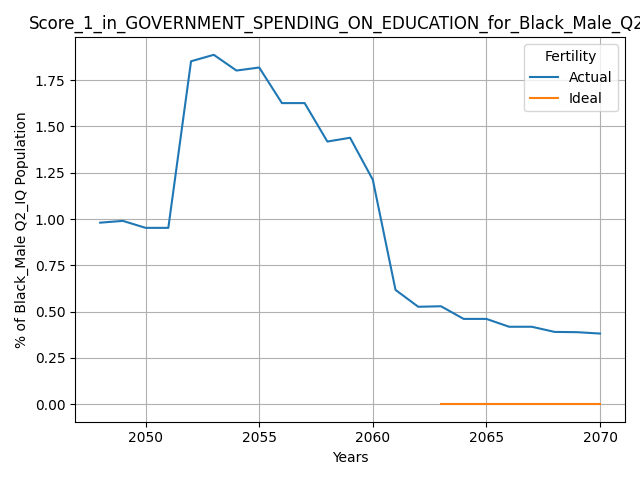 Score_1_in_GOVERNMENT_SPENDING_ON_EDUCATION_for_Black_Male_Q2
Fertility
Actual
Ideal
% of Black_Male Q2_IQ Population
1.75
1.50
1.25
1.00
0.75
0.50
0.25
0.00
2050 2055 2060 2065 2070
Years